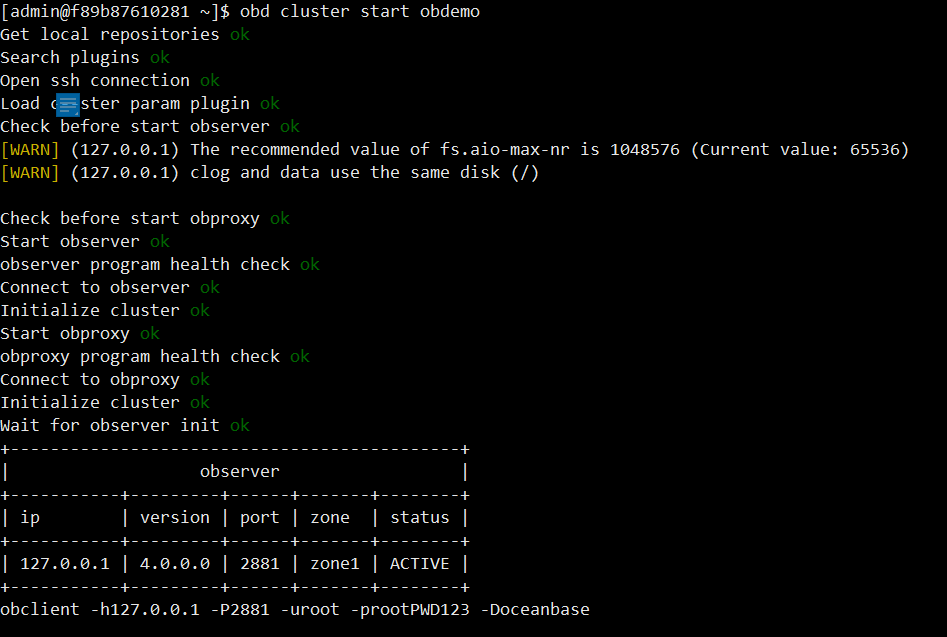 [admin@f89b87610281 ~]$ obd cluster start obdemo
Get local repositories ok
Search plugins ok
Open ssh connection ok
Load c ster param plugin ok
Check before start observer ok
[WARN] (127.0.0.1) The recommended value of fs.aio-max-nr is 1048576 (Current value: 65536)
[WARN] (127.0.0.1) clog and data use the same disk (/)
Check before start obproxy ok
Start observer ok
observer program health check ok
Connect to observer ok
Initialize cluster ok
Start obproxy ok
obproxy program health check ok
Connect to obproxy ok
Initialize cluster ok
Wait for observer init ok
+---------------------------------------------+
| observer |
+-----------+---------+------+-------+--------+
| ip | version | port | zone | status |
+-----------+---------+------+-------+--------+
| 127.0.0.1 | 4.0.0.0 | 2881 | zone1 | ACTIVE |
+-----------+---------+------+-------+--------+
obclient -h127.0.0.1 -P2881 -uroot -prootPWD123 -Doceanbase